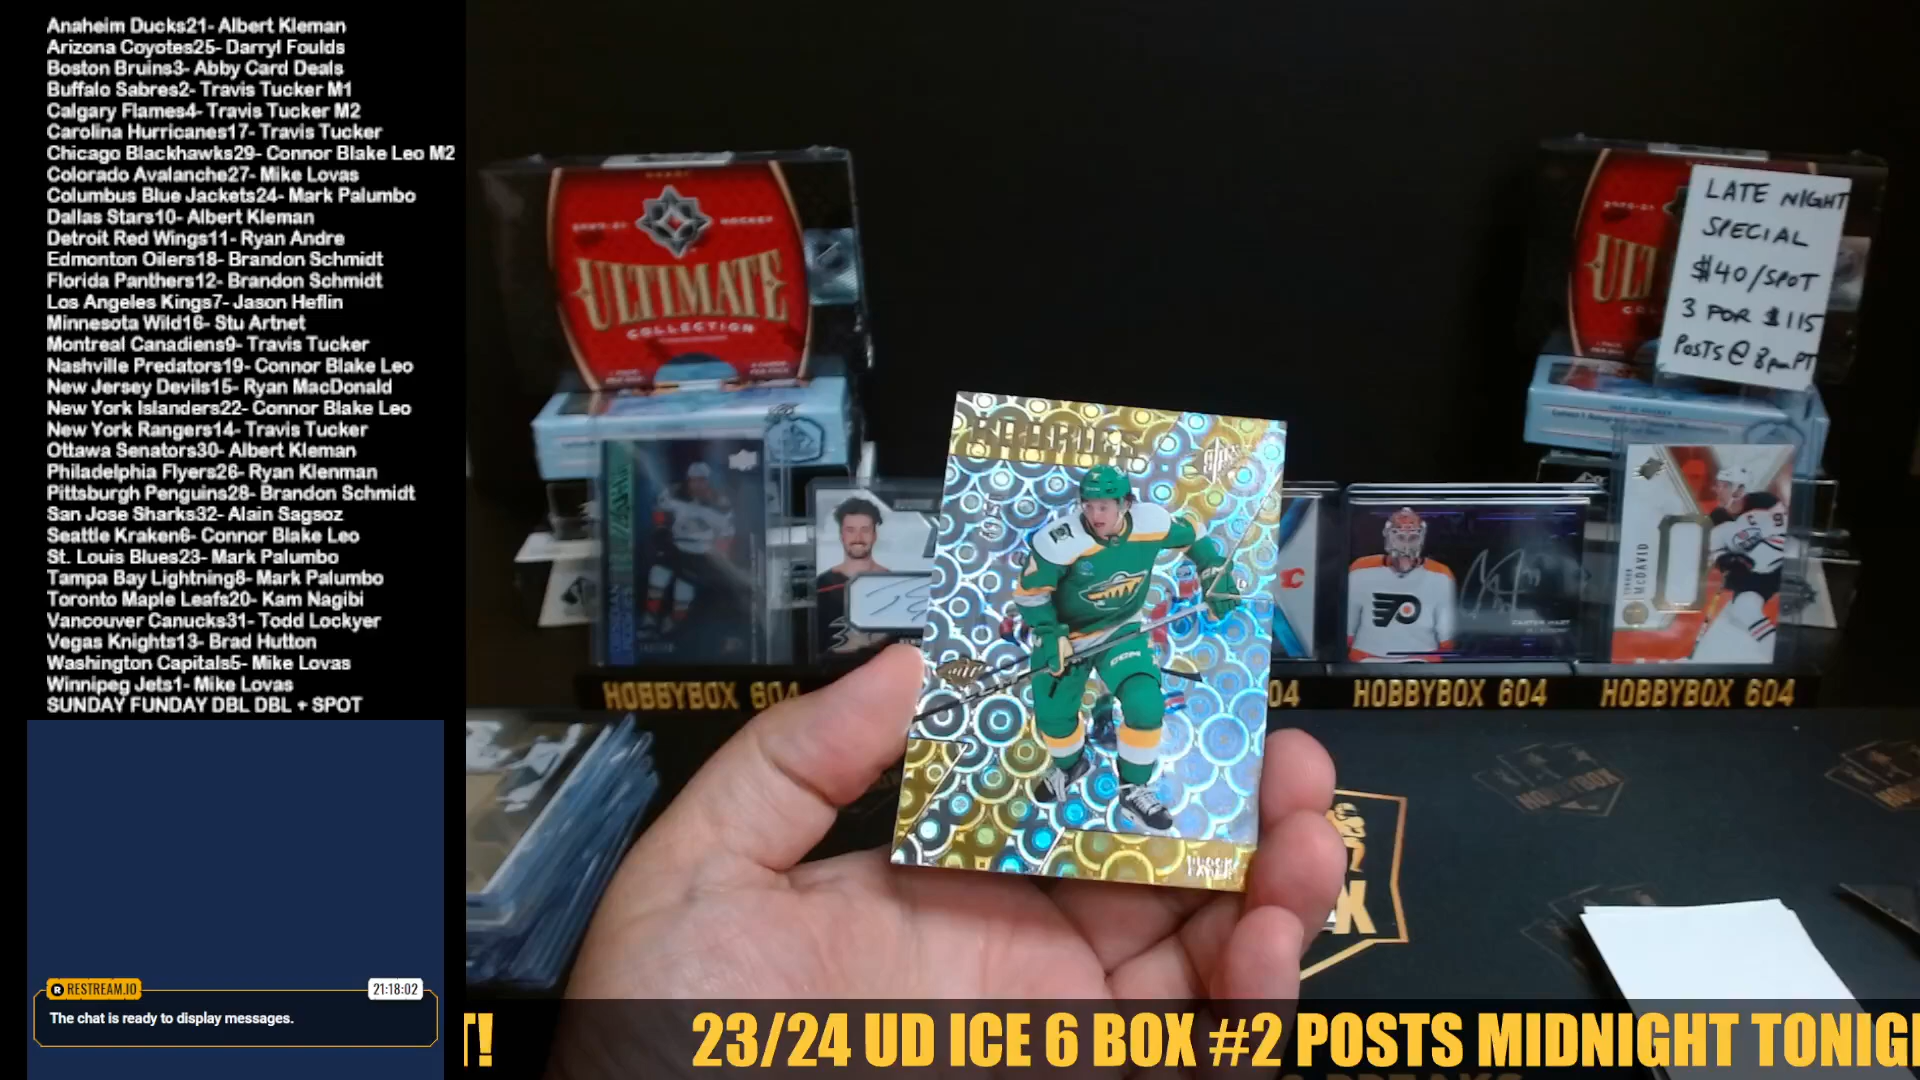 Anaheim Ducks21- Albert Kleman
Arizona Coyotes25- Darryl Foulds
Boston Bruins3- Abby Card Deals
Buffalo Sabres2- Travis Tucker M1
Calgary Flames4- Travis Tucker M2
Carolina Hurricanes17- Travis Tucker
Chicago Blackhawks29- Connor Blake Leo M2
Colorado Avalanche27- Mike Lovas
Columbus Blue Jackets24- Mark Palumbo
Dallas Stars10- Albert Kleman
Detroit Red Wings11- Ryan Andre
Edmonton Oilers18- Brandon Schmidt
Florida Panthers12- Brandon Schmidt
Los Angeles Kings7- Jason Heflin
Minnesota Wild16- Stu Artnet
Montreal Canadiens9- Travis Tucker
Nashville Predators19- Connor Blake Leo
New Jersey Devils15- Ryan MacDonald
New York Islanders22- Connor Blake Leo
New York Rangers14- Travis Tucker
Ottawa Senators30- Albert Kleman
Philadelphia Flyers26- Ryan Klenman
Pittsburgh Penguins28- Brandon Schmidt
San Jose Sharks32- Alain Sagsoz
Seattle Kraken6- Connor Blake Leo
St. Louis Blues23- Mark Palumbo
Tampa Bay Lightning8- Mark Palumbo
Toronto Maple Leafs20- Kam Nagibi
Vancouver Canucks31- Todd Lockyer
Vegas Knights13- Brad Hutton
Washington Capitals5- Mike Lovas
Winnipeg Jets1- Mike Lovas
SUNDAY FUNDAY DBL DBL + SPOT
RESTREAM.IO
21:18:02
The chat is ready to display messages.
HOCKEY
ULTIMATE
COLLECTION
ULTI
LATE NIGHT
SPECIAL
$40/SPOT
3 FOR $115
POSTS @ 8pm PT
ROOKIES
CCM
CARTER HART
MCDAVID
HOBBYBOX 604
04
HOBBYBOX 604
HOBBYBOX 604
HOBBYBOX
T!
23/24 UD ICE 6 BOX #2 POSTS MIDNIGHT TONIG